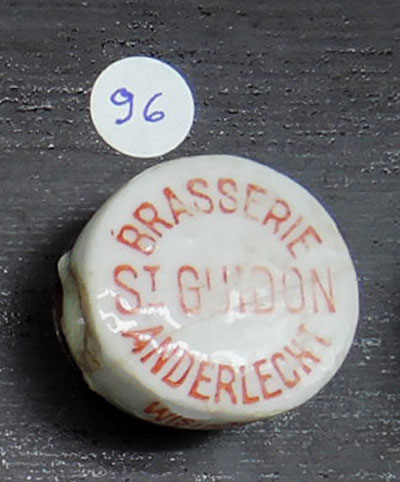 96
BRASSERIE
ST GUIDON
ANDERLECHT